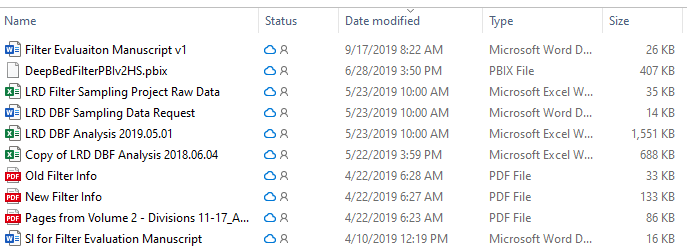 Name Status Date modified Type Size
Filter Evaluaiton Manuscript v1 9/17/2019 8:22 AM Microsoft Word D... 26 KB
DeepBedFilterPBIv2HS.pbix 6/28/2019 3:50 PM PBIX File 407 KB
LRD Filter Sampling Project Raw Data 5/23/2019 10:00 AM Microsoft Excel W... 35 KB
LRD DBF Sampling Data Request 5/23/2019 10:00 AM Microsoft Word D... 14 KB
LRD DBF Analysis 2019.05.01 5/23/2019 10:00 AM Microsoft Excel W... 1,551 KB
Copy of LRD DBF Analysis 2018.06.04 5/22/2019 3:59 PM Microsoft Excel W... 688 KB
PDF Old Filter Info 4/22/2019 6:28 AM PDF File 33 KB
PDF New Filter Info 4/22/2019 6:27 AM PDF File 133 KB
PDF Pages from Volume 2 - Divisions 11-17_A... 4/22/2019 6:23 AM PDF File 86 KB
SI for Filter Evaluation Manuscript 4/10/2019 12:19 PM Microsoft Word D... 16 KB